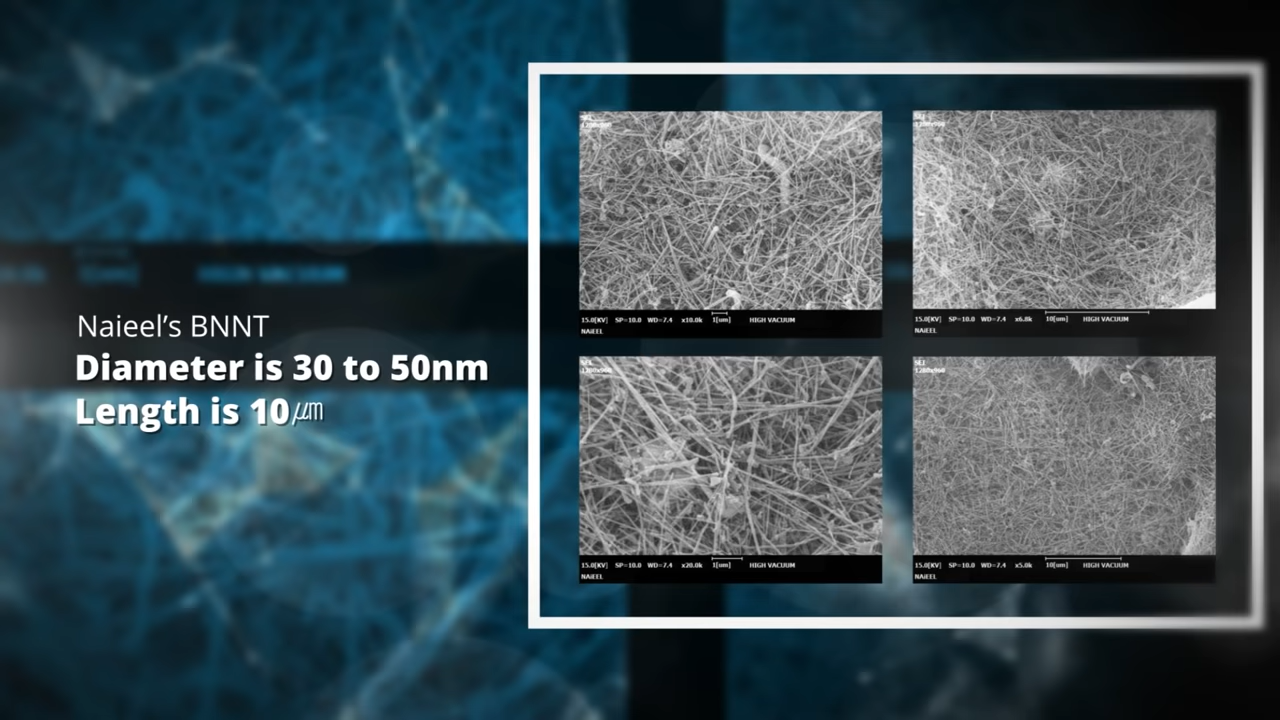 Naieel's BNNT
Diameter is 30 to 50nm
Length is 10㎛
15.0[KV] SP=10.0 WD=7.4 x10.0k 1[um] HIGH VACUUM
NAiEEL
15.0[KV] SP=10.0 WD=7.4 x6.8k 10[um] HIGH VACUUM
NAiEEL
1280x960
15.0[KV] SP=10.0 WD=7.4 x20.0k 1[um] HIGH VACUUM
NAiEEL
SEI
1280x960
15.0[KV] SP=10.0 WD=7.4 x5.0k 10[um] HIGH VACUUM
NAiEEL